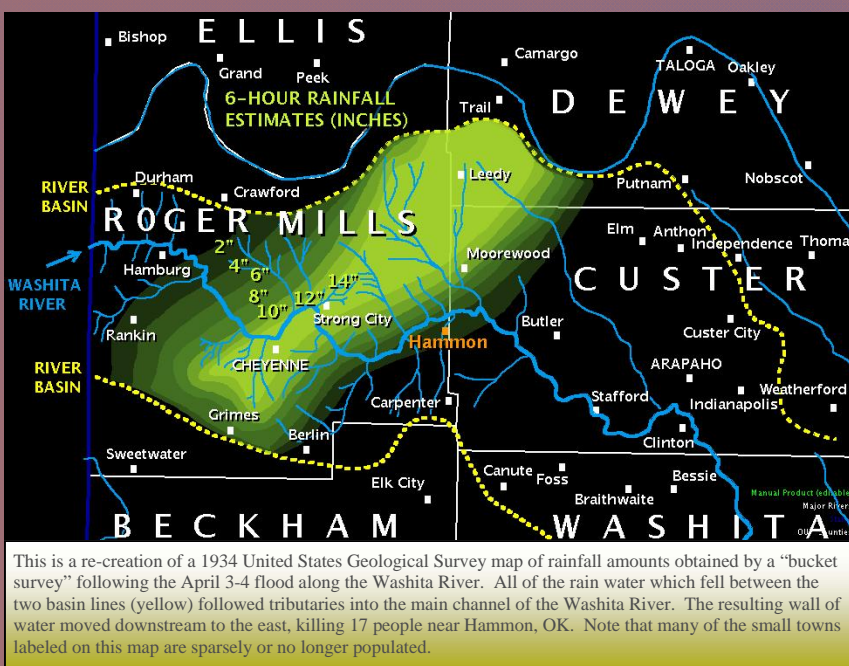 Bishop
ELLIS
Grand
Peek
Camargo
TALOGA
Oakley
6-HOUR RAINFALL
ESTIMATES (INCHES)
Trail
DEWEY
RIVER
BASIN
Durham
Crawford
Leedy
Putnam
Nobscot
ROGER MILLS
Elm
Anthon
Independence
Thoma
WASHITA
RIVER
Hamburg
2"
4"
6"
8"
10"
12"
14"
Moorewood
CUSTER
Rankin
Strong City
Hammon
Butler
Custer City
CHEYENNE
RIVER
BASIN
ARAPAHO
Weatherford
Grimes
Carpenter
Stafford
Indianapolis
Berlin
Clinton
Sweetwater
Elk City
Canute
Foss
Braithwaite
Bessie
BECKHAM
WASHITA
Manual Product (editable
Major River
This is a re-creation of a 1934 United States Geological Survey map of rainfall amounts obtained by a “bucket
survey” following the April 3-4 flood along the Washita River. All of the rain water which fell between the
two basin lines (yellow) followed tributaries into the main channel of the Washita River. The resulting wall of
water moved downstream to the east, killing 17 people near Hammon, OK. Note that many of the small towns
labeled on this map are sparsely or no longer populated.